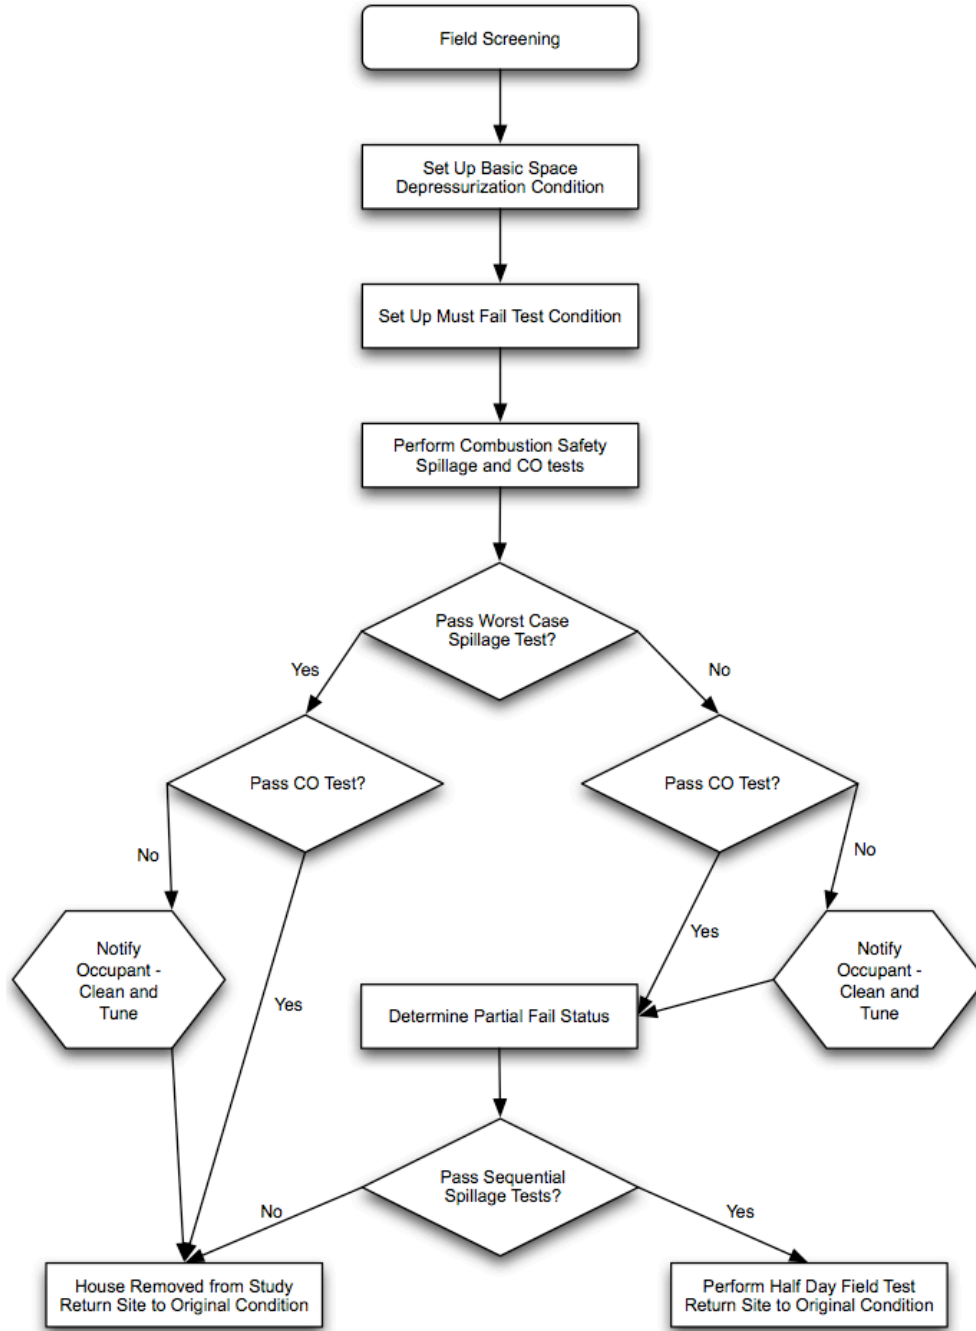 Field Screening
Set Up Basic Space
Depressurization Condition
Set Up Must Fail Test Condition
Perform Combustion Safety
Spillage and CO tests
Pass Worst Case
Spillage Test?
Yes
No
Pass CO Test?
Pass CO Test?
No
No
Notify
Occupant -
Clean and
Tune
Yes
Yes
Notify
Occupant -
Clean and
Tune
Determine Partial Fail Status
Pass Sequential
Spillage Tests?
No
Yes
House Removed from Study
Return Site to Original Condition
Perform Half Day Field Test
Return Site to Original Condition